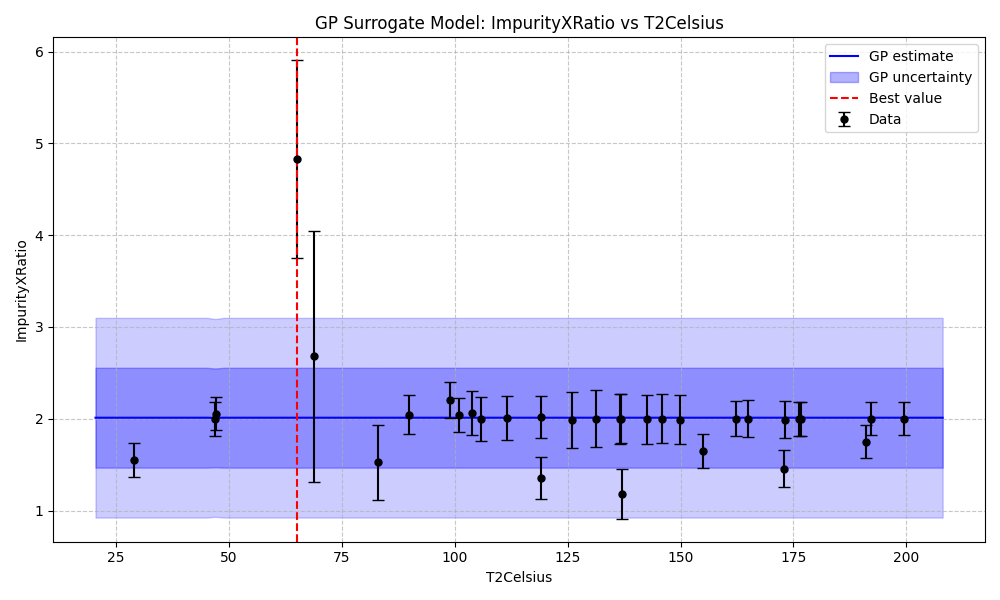 GP Surrogate Model: ImpurityXRatio vs T2Celsius
GP estimate
GP uncertainty
Best value
Data
6
5
4
3
2
1
ImpurityXRatio
25
50
75
100
125
150
175
200
T2Celsius